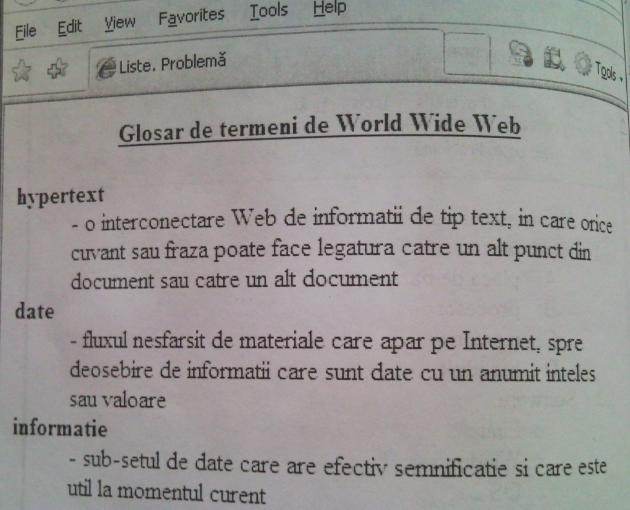 File Edit View Favorites Tools Help
Liste. Problemă Tools
Glosar de termeni de World Wide Web
hypertext
- o interconectare Web de informatii de tip text, in care orice
cuvant sau fraza poate face legatura catre un alt punct din
document sau catre un alt document
date
- fluxul nesfarsit de materiale care apar pe Internet, spre
deosebire de informatii care sunt date cu un anumit inteles
sau valoare
informatie
- sub-setul de date care are efectiv semnificatie si care este
util la momentul curent